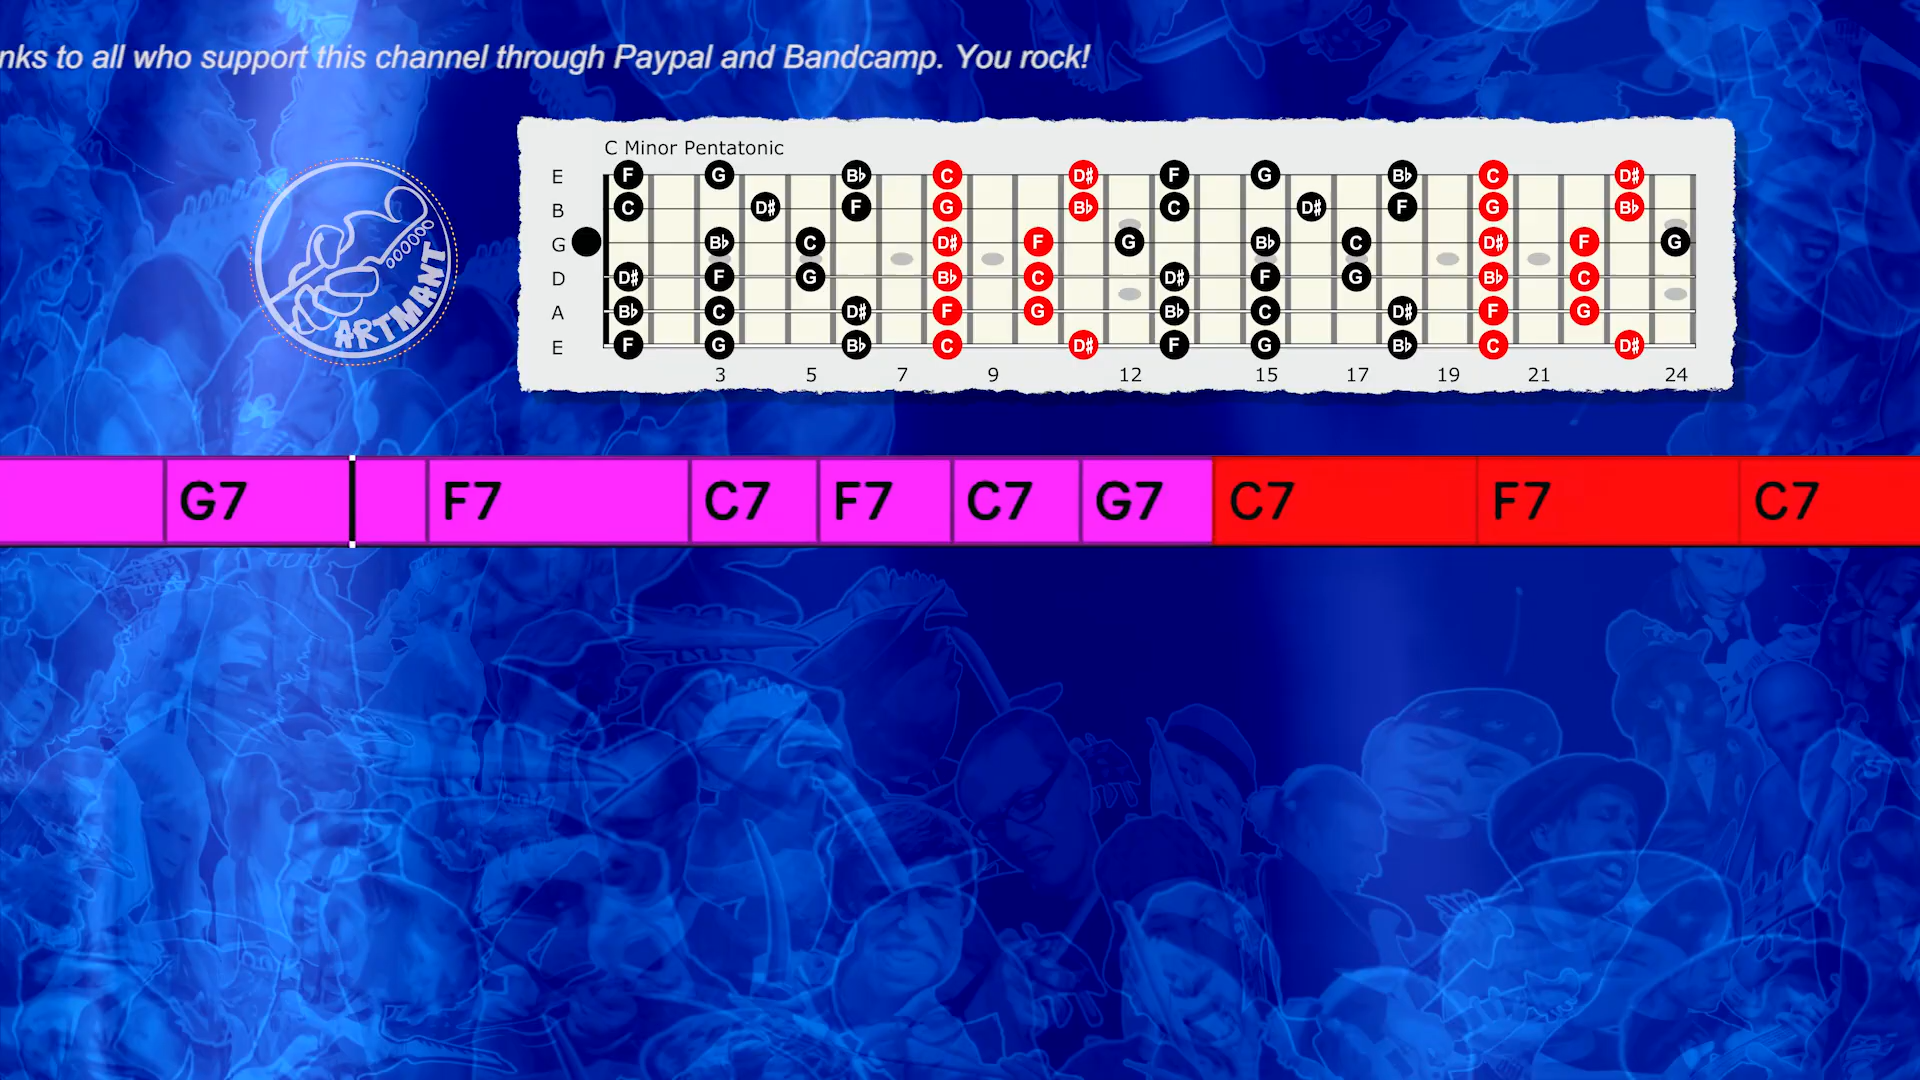 nks to all who support this channel through Paypal and Bandcamp. You rock!
C Minor Pentatonic
E F G B♭ C D♯ F G B♭ C D♯
B C D♯ F G B♭ C D♯ F G B♭
G B♭ C D♯ F G B♭ C D♯ F G
D D♯ F G B♭ C D♯ F G B♭ C
A B♭ C D♯ F G B♭ C D♯ F G
E F G B♭ C D♯ F G B♭ C D♯
3 5 7 9 12 15 17 19 21 24
ARTMANT
G7 F7 C7 F7 C7 G7 C7 F7 C7